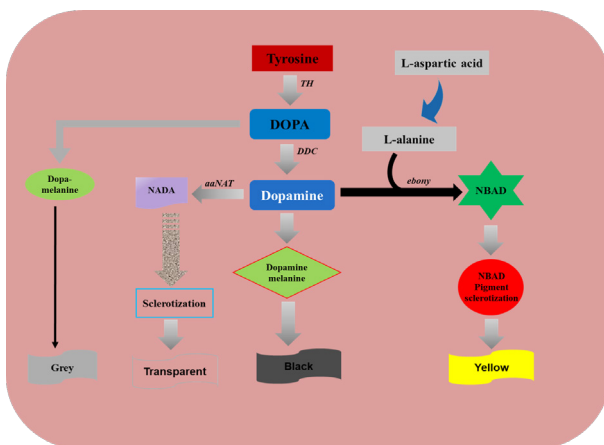 Tyrosine
L-aspartic acid
TH
DOPA
L-alanine
DDC
Dopa-
melanine
NADA
aaNAT
Dopamine
ebony
NBAD
Dopamine
melanine
NBAD
Pigment
sclerotization
Sclerotization
Grey
Transparent
Black
Yellow